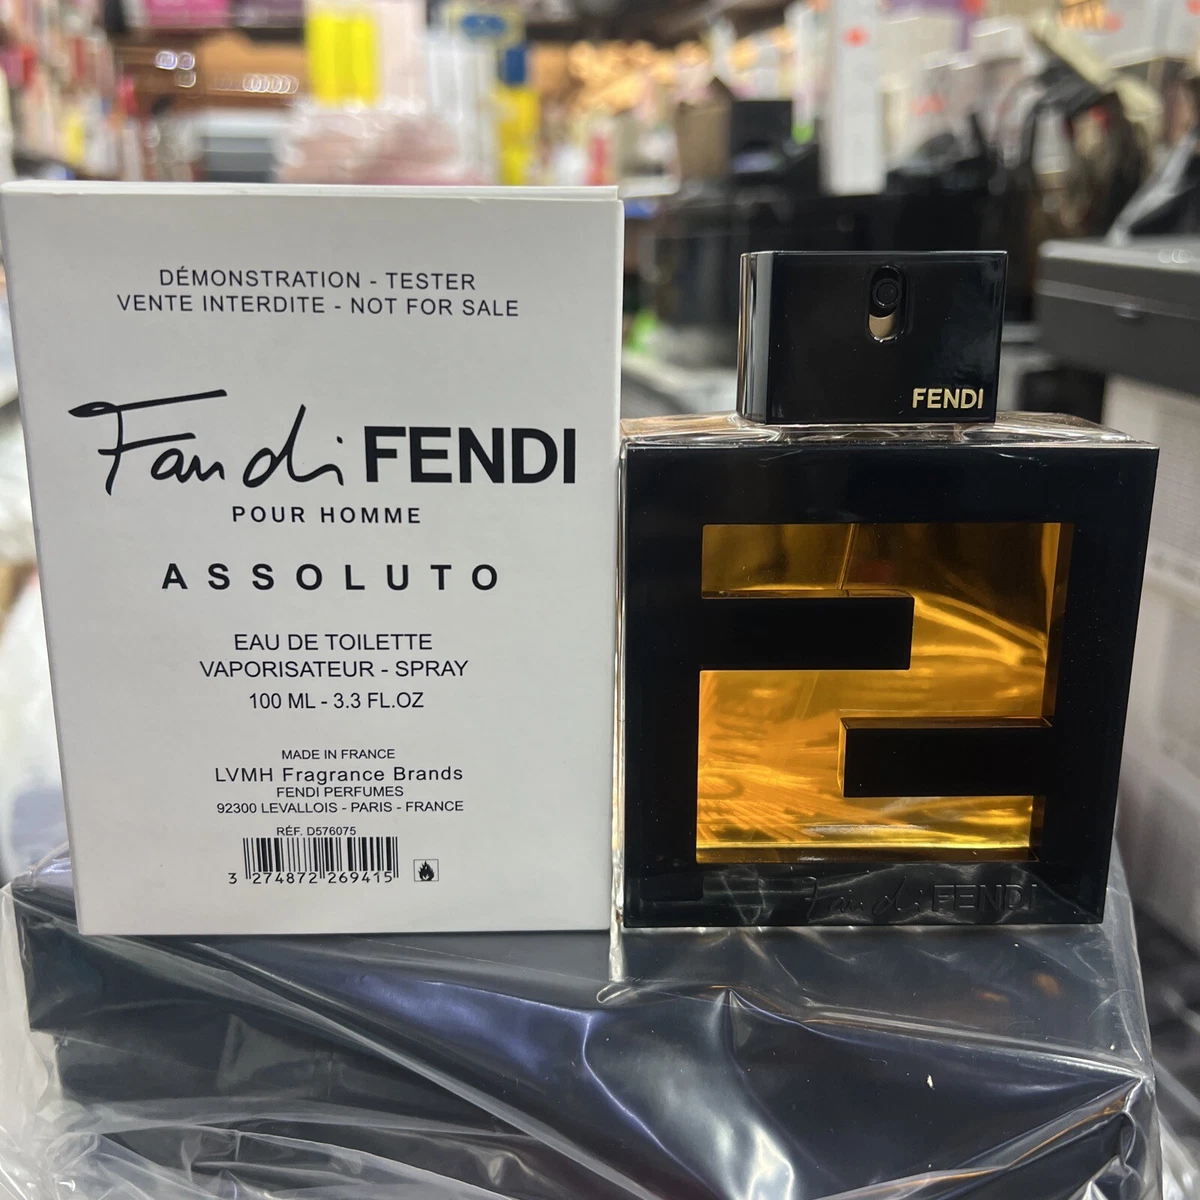 DÉMONSTRATION - TESTER
VENTE INTERDITE - NOT FOR SALE
Fan di FENDI
POUR HOMME
ASSOLUTO
EAU DE TOILETTE
VAPORISATEUR - SPRAY
100 ML - 3.3 FL.OZ
MADE IN FRANCE
LVMH Fragrance Brands
FENDI PERFUMES
92300 LEVALLOIS - PARIS - FRANCE
RÉF. D576075
3 274872 269415
FENDI
Fan di FENDI